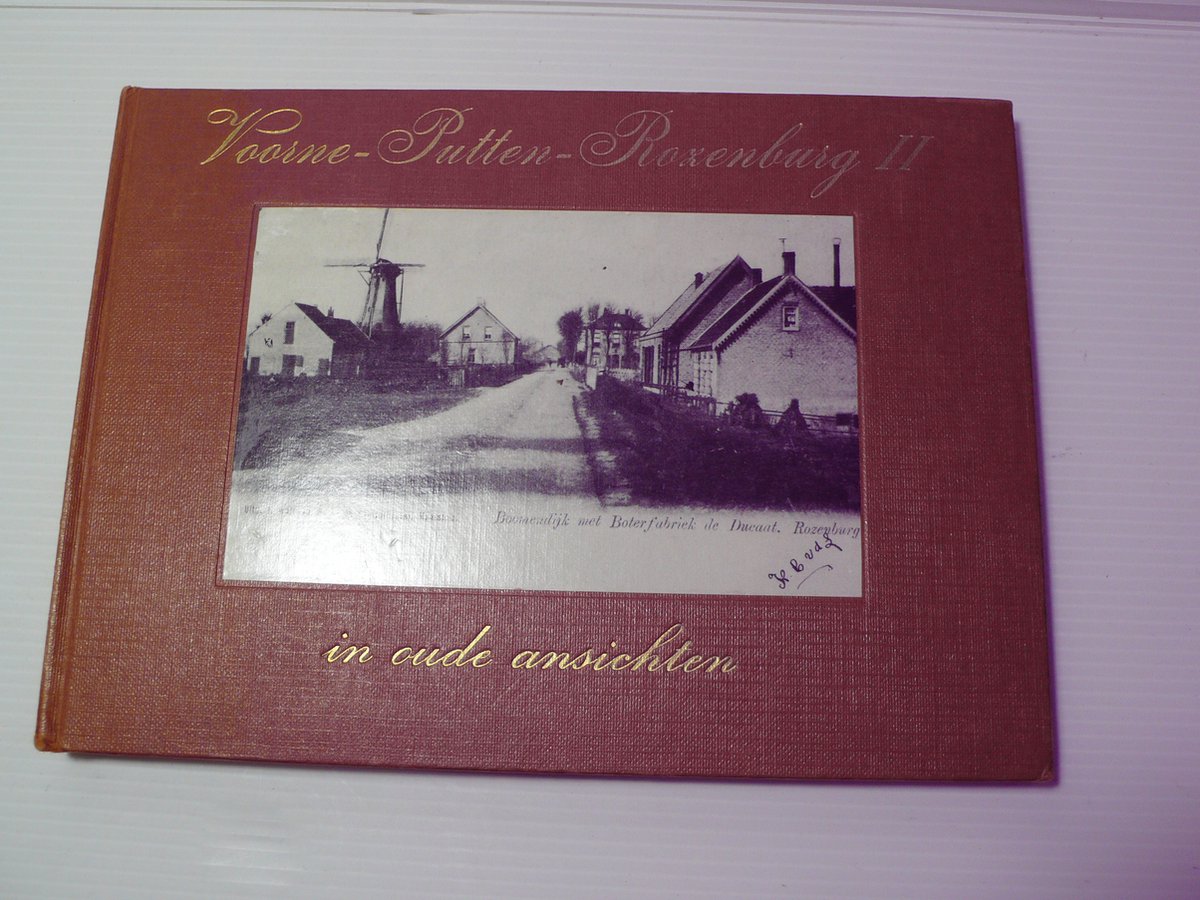 Voorne-Putten-Rozenburg II
Boomendijk met Boterfabriek de Ducaat. Rozenburg
in oude ansichten